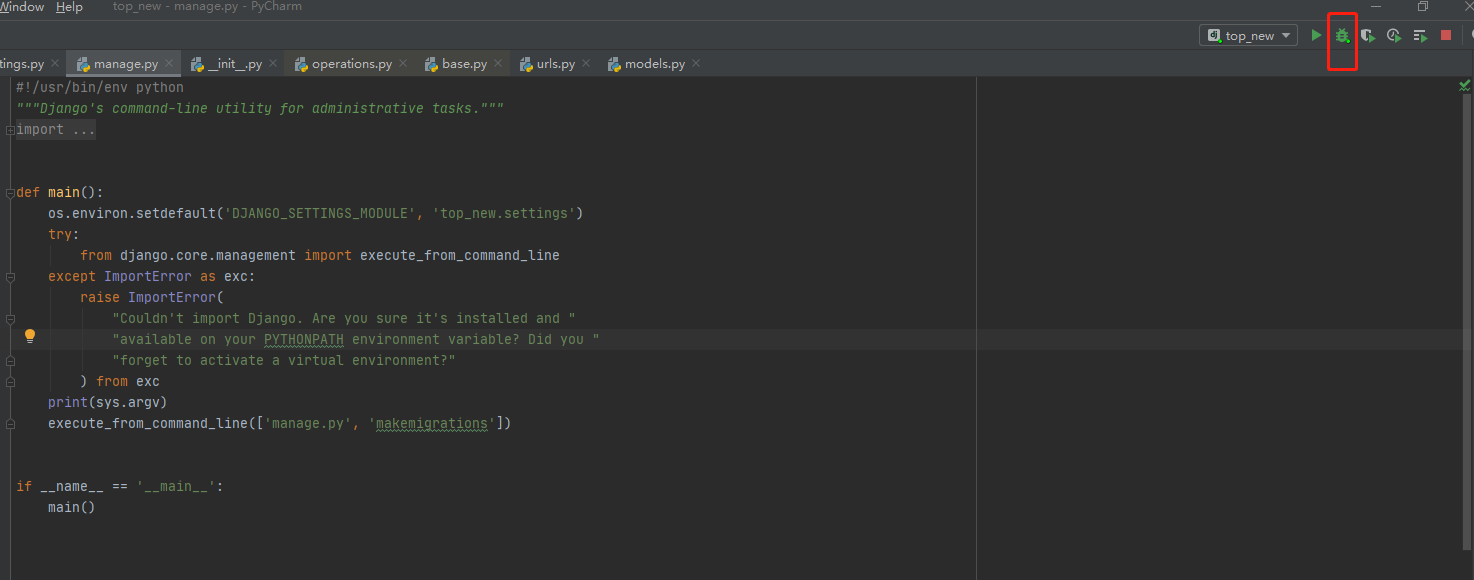 Window Help top_new - manage.py - PyCharm
dj top_new
tings.py manage.py __init__.py operations.py base.py urls.py models.py
#!/usr/bin/env python
"""Django's command-line utility for administrative tasks."""
import ...
def main():
    os.environ.setdefault('DJANGO_SETTINGS_MODULE', 'top_new.settings')
    try:
        from django.core.management import execute_from_command_line
    except ImportError as exc:
        raise ImportError(
            "Couldn't import Django. Are you sure it's installed and "
            "available on your PYTHONPATH environment variable? Did you "
            "forget to activate a virtual environment?"
        ) from exc
    print(sys.argv)
    execute_from_command_line(['manage.py', 'makemigrations'])
if __name__ == '__main__':
    main()